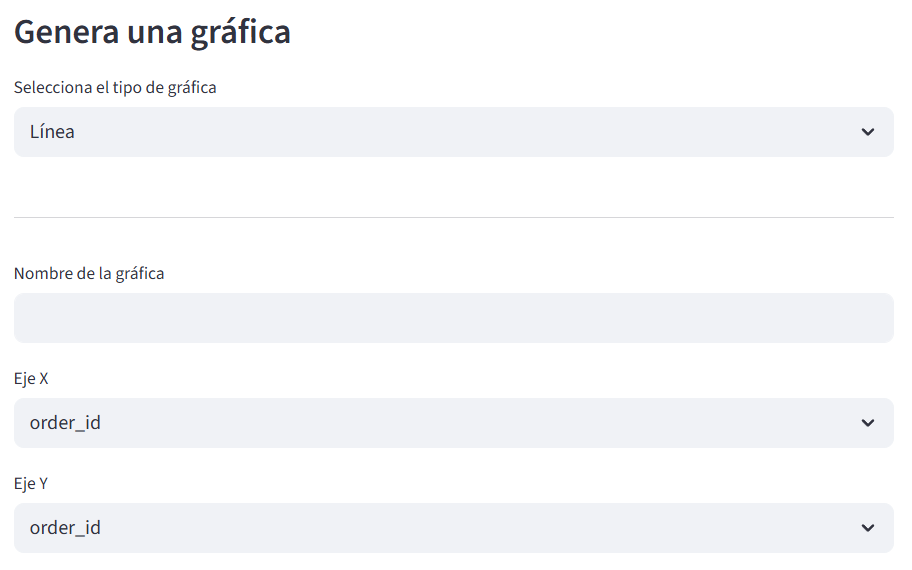 Genera una gráfica
Selecciona el tipo de gráfica
Línea
Nombre de la gráfica
Eje X
order_id
Eje Y
order_id